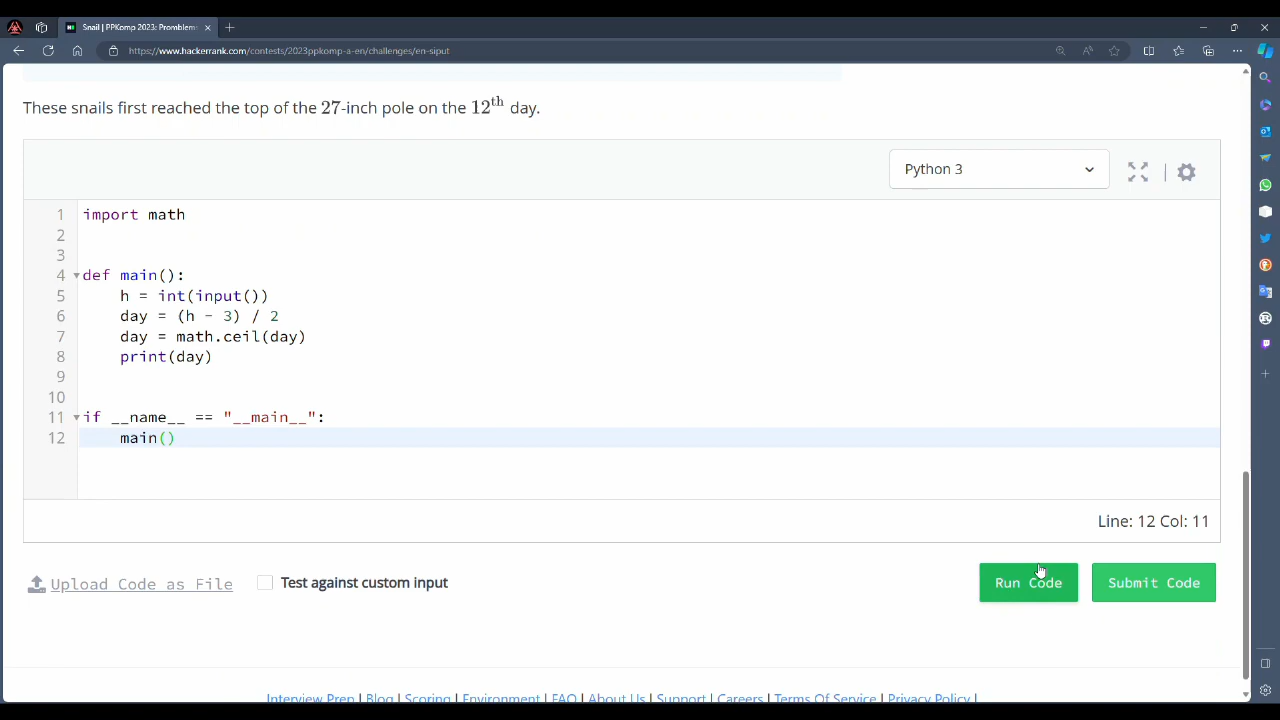 Snail | PPKomp 2023: Promblem
https://www.hackerrank.com/contests/2023ppkomp-a-en/challenges/en-siput
These snails first reached the top of the 27-inch pole on the 12th day.
Python 3
1 import math
2
3
4 def main():
5 h = int(input())
6 day = (h - 3) / 2
7 day = math.ceil(day)
8 print(day)
9
10
11 if __name__ == "__main__":
12 main()
Line: 12 Col: 11
Upload Code as File
Test against custom input
Run Code
Submit Code
Interview Prep | Blog | Scoring | Environment | FAQ | About Us | Support | Careers | Terms Of Service | Privacy Policy |